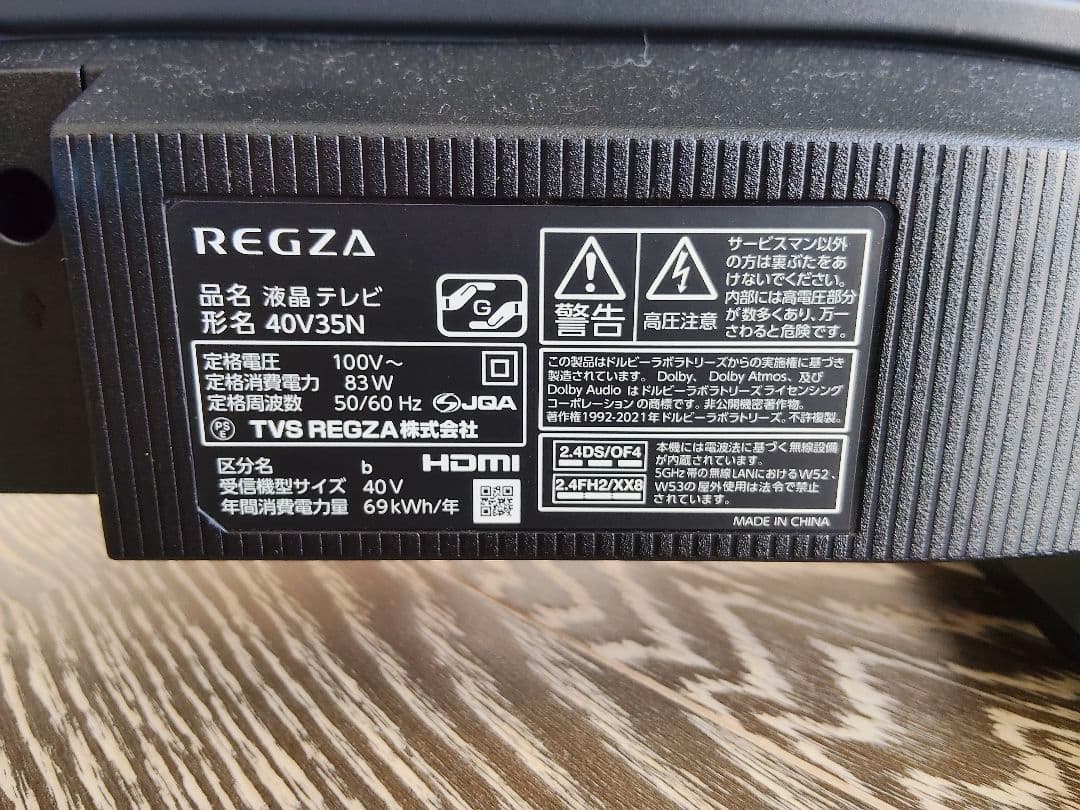 REGZA
品名 液晶テレビ
形名 40V35N
G
定格電圧 100V～
定格消費電力 83W
定格周波数 50/60 Hz
JQA
PS
E
TVS REGZA株式会社
区分名 b
HDMI
受信機型サイズ 40V
年間消費電力量 69kWh/年
警告
高圧注意
サービスマン以外
の方は裏ぶたをあ
けないでください。
内部には高電圧部分
が数多くあり、万一
さわると危険です。
この製品はドルビーラボラトリーズからの実施権に基づき
製造されています。Dolby、Dolby Atmos、及び
Dolby Audio はドルビーラボラトリーズライセンシング
コーポレーションの商標です。非公開機密著作物。
著作権1992-2021年ドルビーラボラトリーズ。不許複製。
2.4DS/OF4
2.4FH2/XX8
本機には電波法に基づく無線設備
が内蔵されています。
5GHz帯の無線LANにおけるW52、
W53の屋外使用は法令で禁止
されています。
MADE IN CHINA